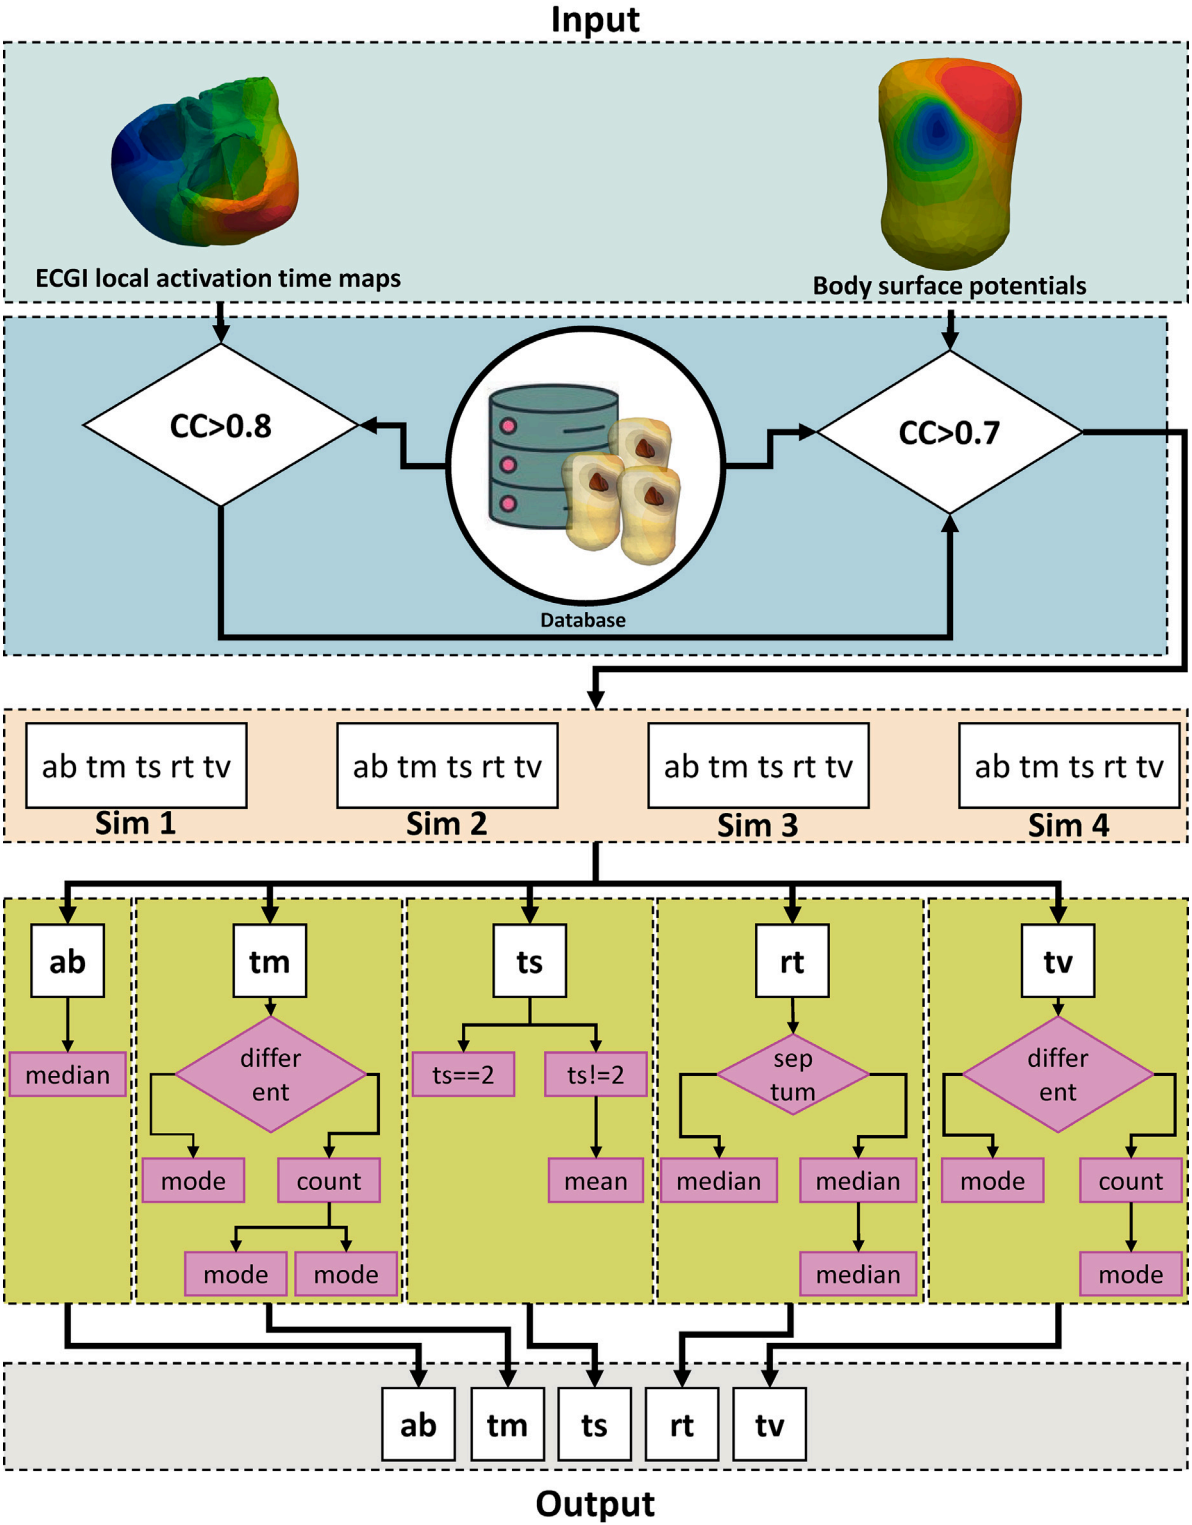 Input
ECGI local activation time maps
Body surface potentials
CC>0.8
CC>0.7
Database
ab tm ts rt tv
ab tm ts rt tv
ab tm ts rt tv
ab tm ts rt tv
Sim 1
Sim 2
Sim 3
Sim 4
ab
tm
ts
rt
tv
median
differ
ent
ts==2
ts!=2
sep
tum
differ
ent
mode
count
mean
median
median
mode
count
mode
mode
median
mode
ab
tm
ts
rt
tv
Output